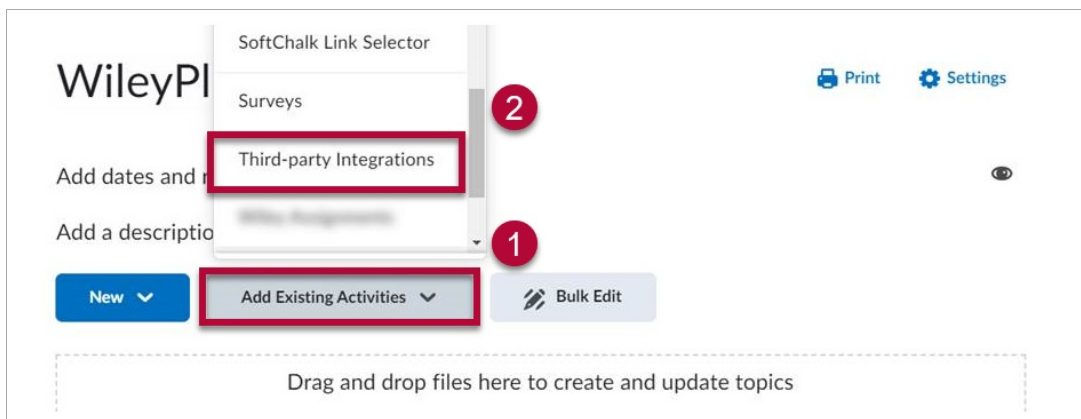 SoftChalk Link Selector
WileyPl
Print
Settings
Surveys
2
Third-party Integrations
Add dates and r
Add a descriptio
1
New
Add Existing Activities
Bulk Edit
Drag and drop files here to create and update topics